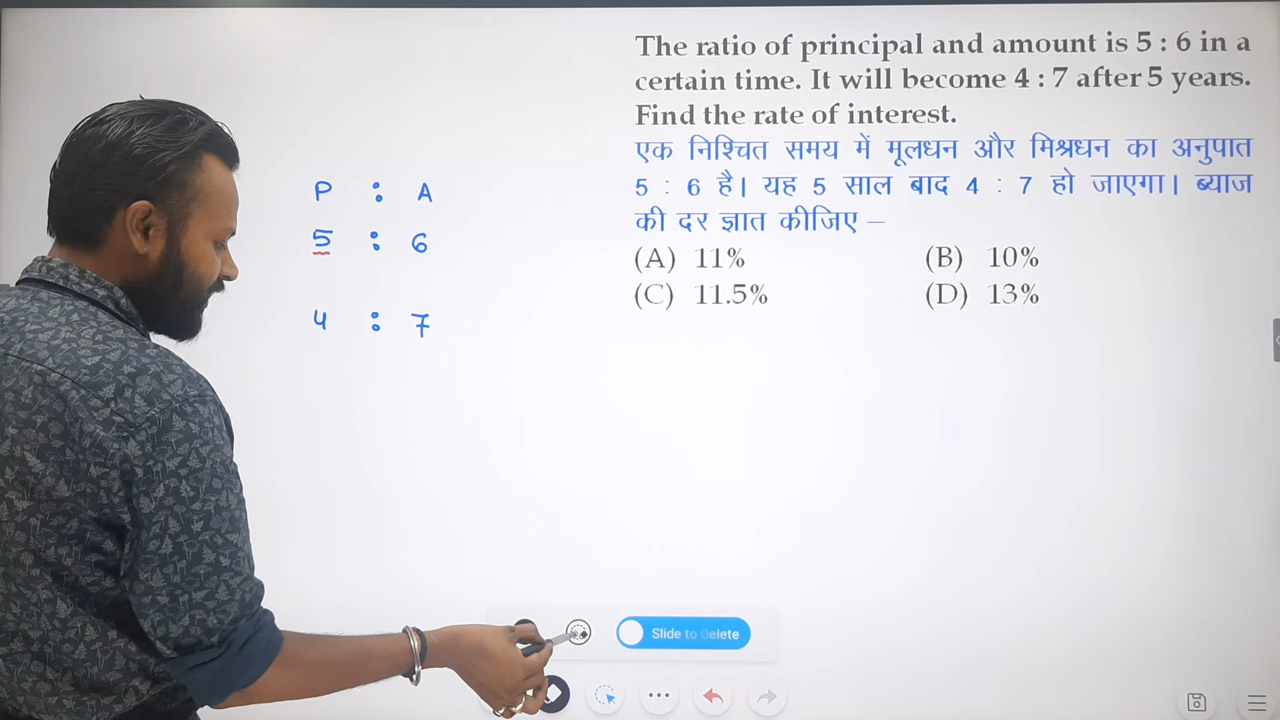 The ratio of principal and amount is 5 : 6 in a
certain time. It will become 4 : 7 after 5 years.
Find the rate of interest.
एक निश्चित समय में मूलधन और मिश्रधन का अनुपात
5 : 6 है। यह 5 साल बाद 4 : 7 हो जाएगा। ब्याज
की दर ज्ञात कीजिए –
(A) 11% (B) 10%
(C) 11.5% (D) 13%
P : A
5 : 6
4 : 7
Slide to Delete